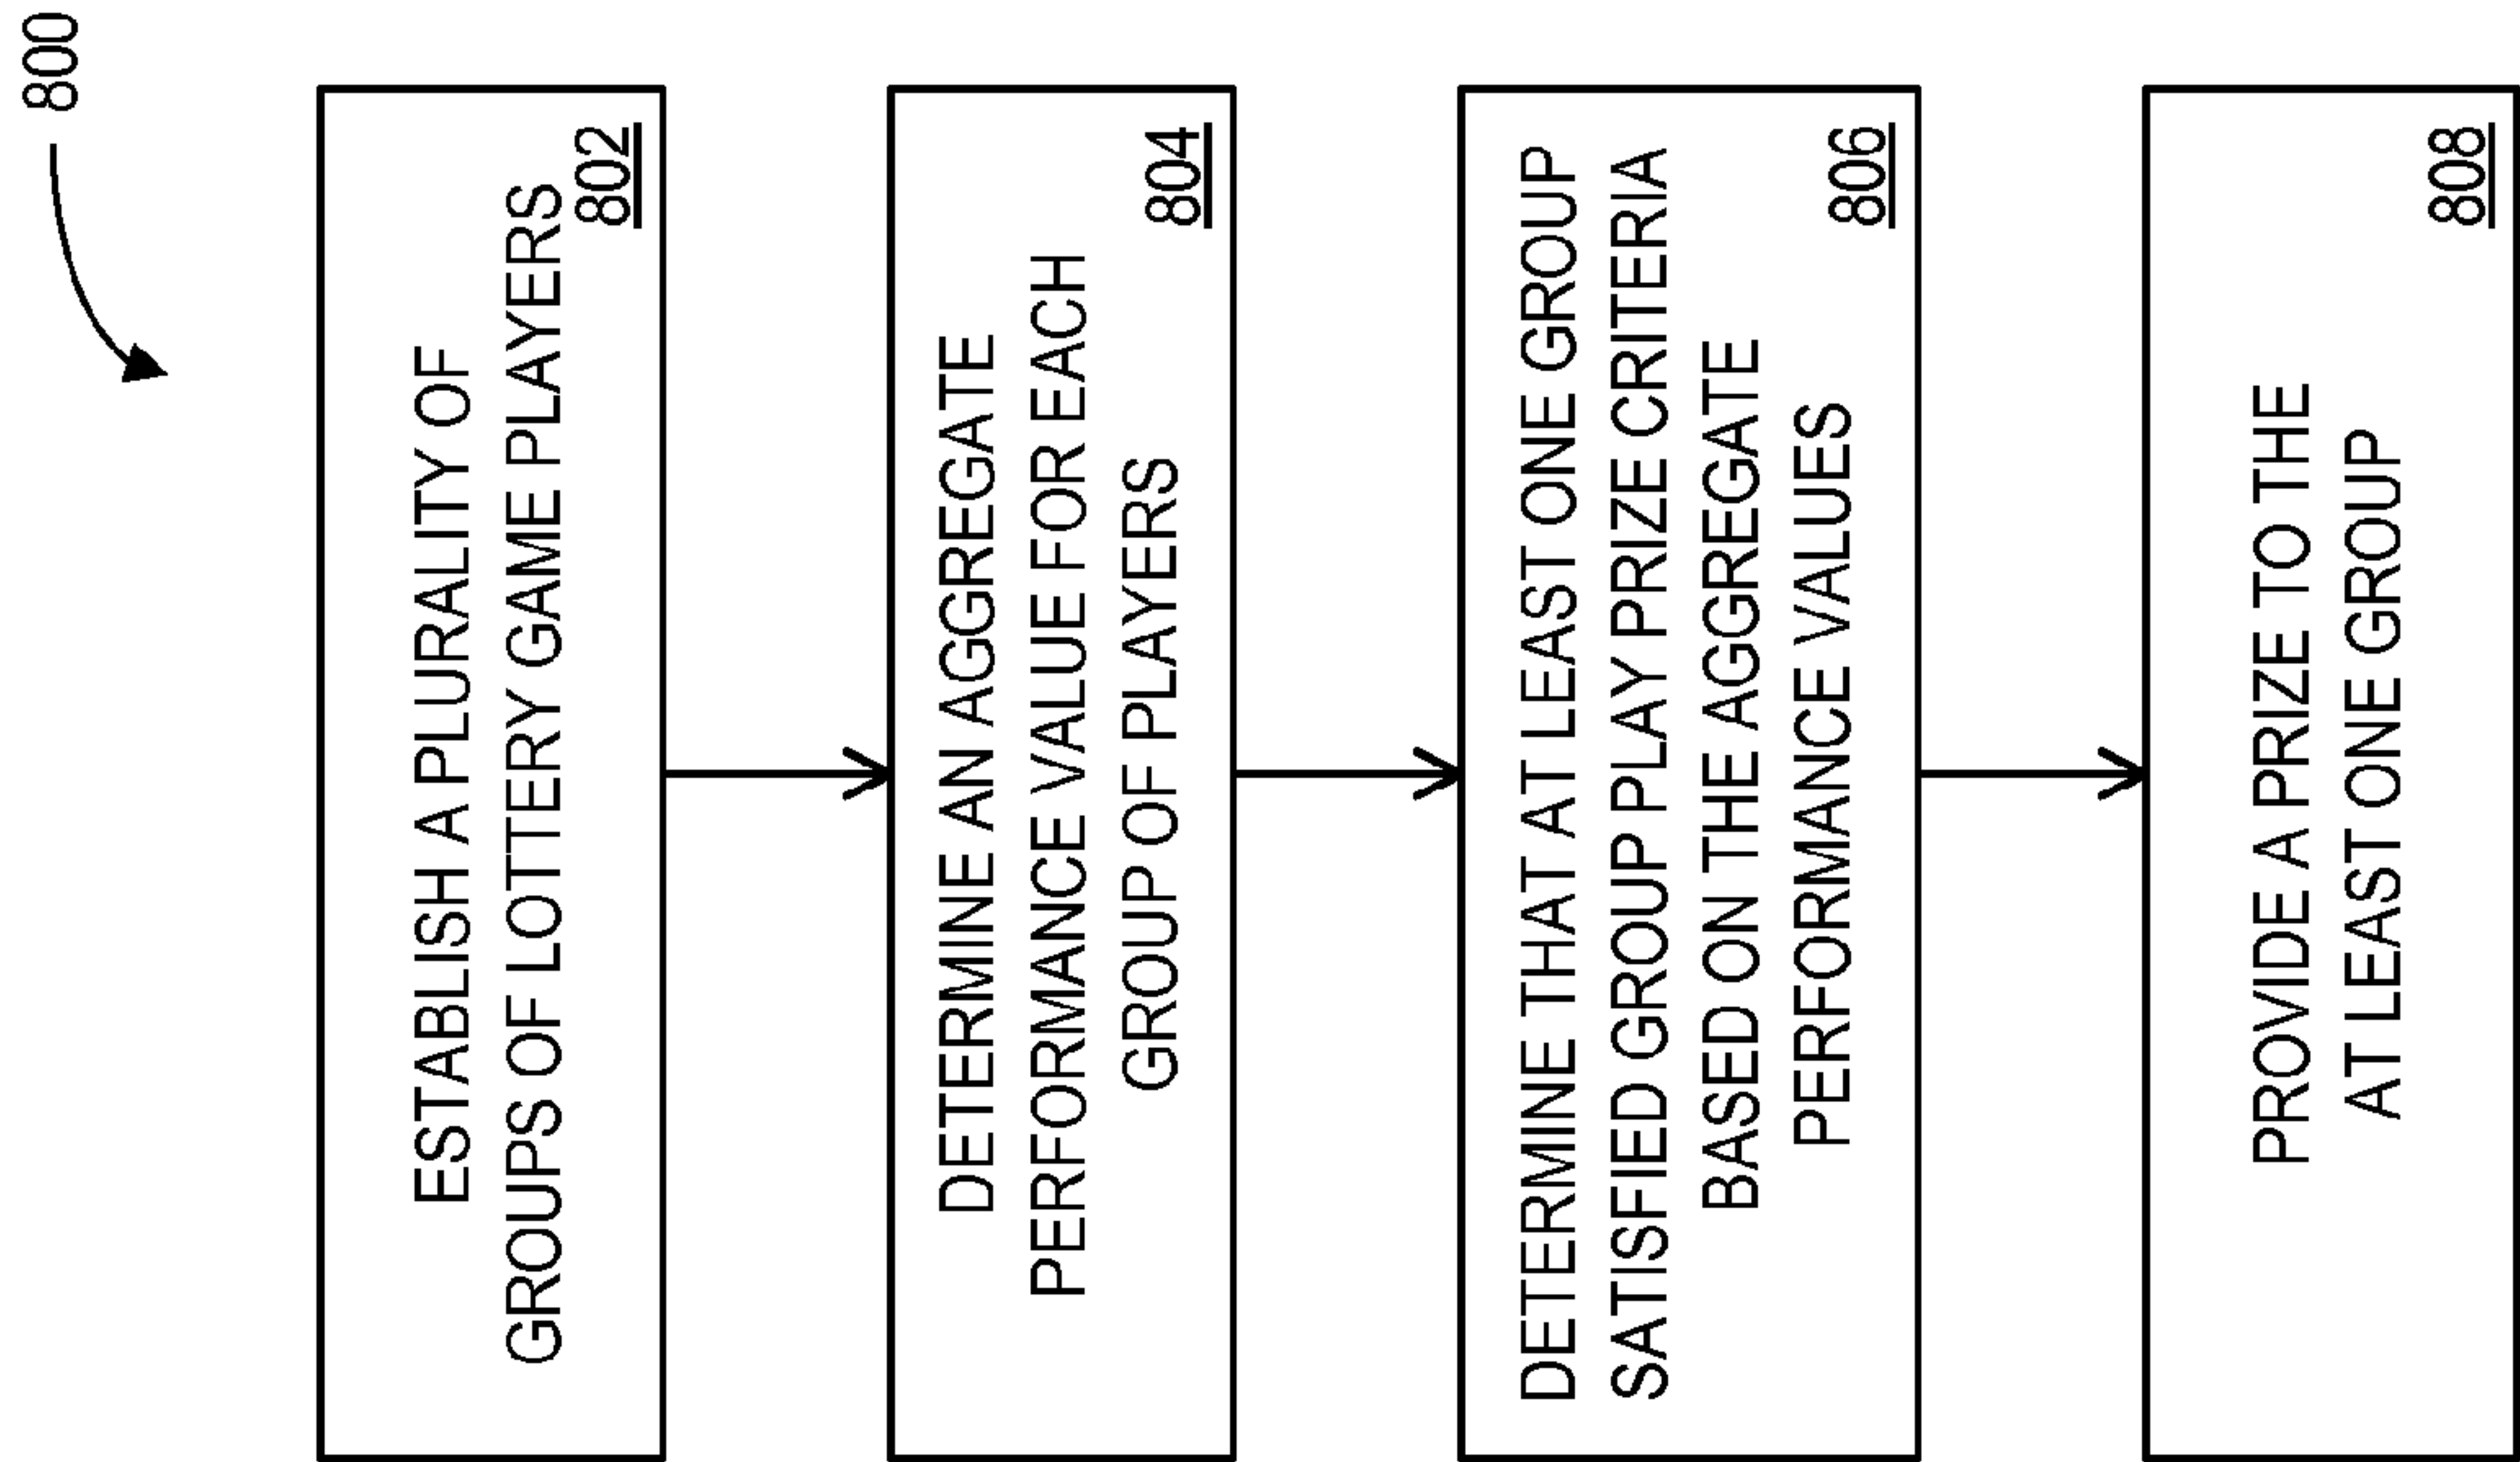 800
ESTABLISH A PLURALITY OF
GROUPS OF LOTTERY GAME PLAYERS
802
DETERMINE AN AGGREGATE
PERFORMANCE VALUE FOR EACH
GROUP OF PLAYERS
804
DETERMINE THAT AT LEAST ONE GROUP
SATISFIED GROUP PLAY PRIZE CRITERIA
BASED ON THE AGGREGATE
PERFORMANCE VALUES
806
PROVIDE A PRIZE TO THE
AT LEAST ONE GROUP
808